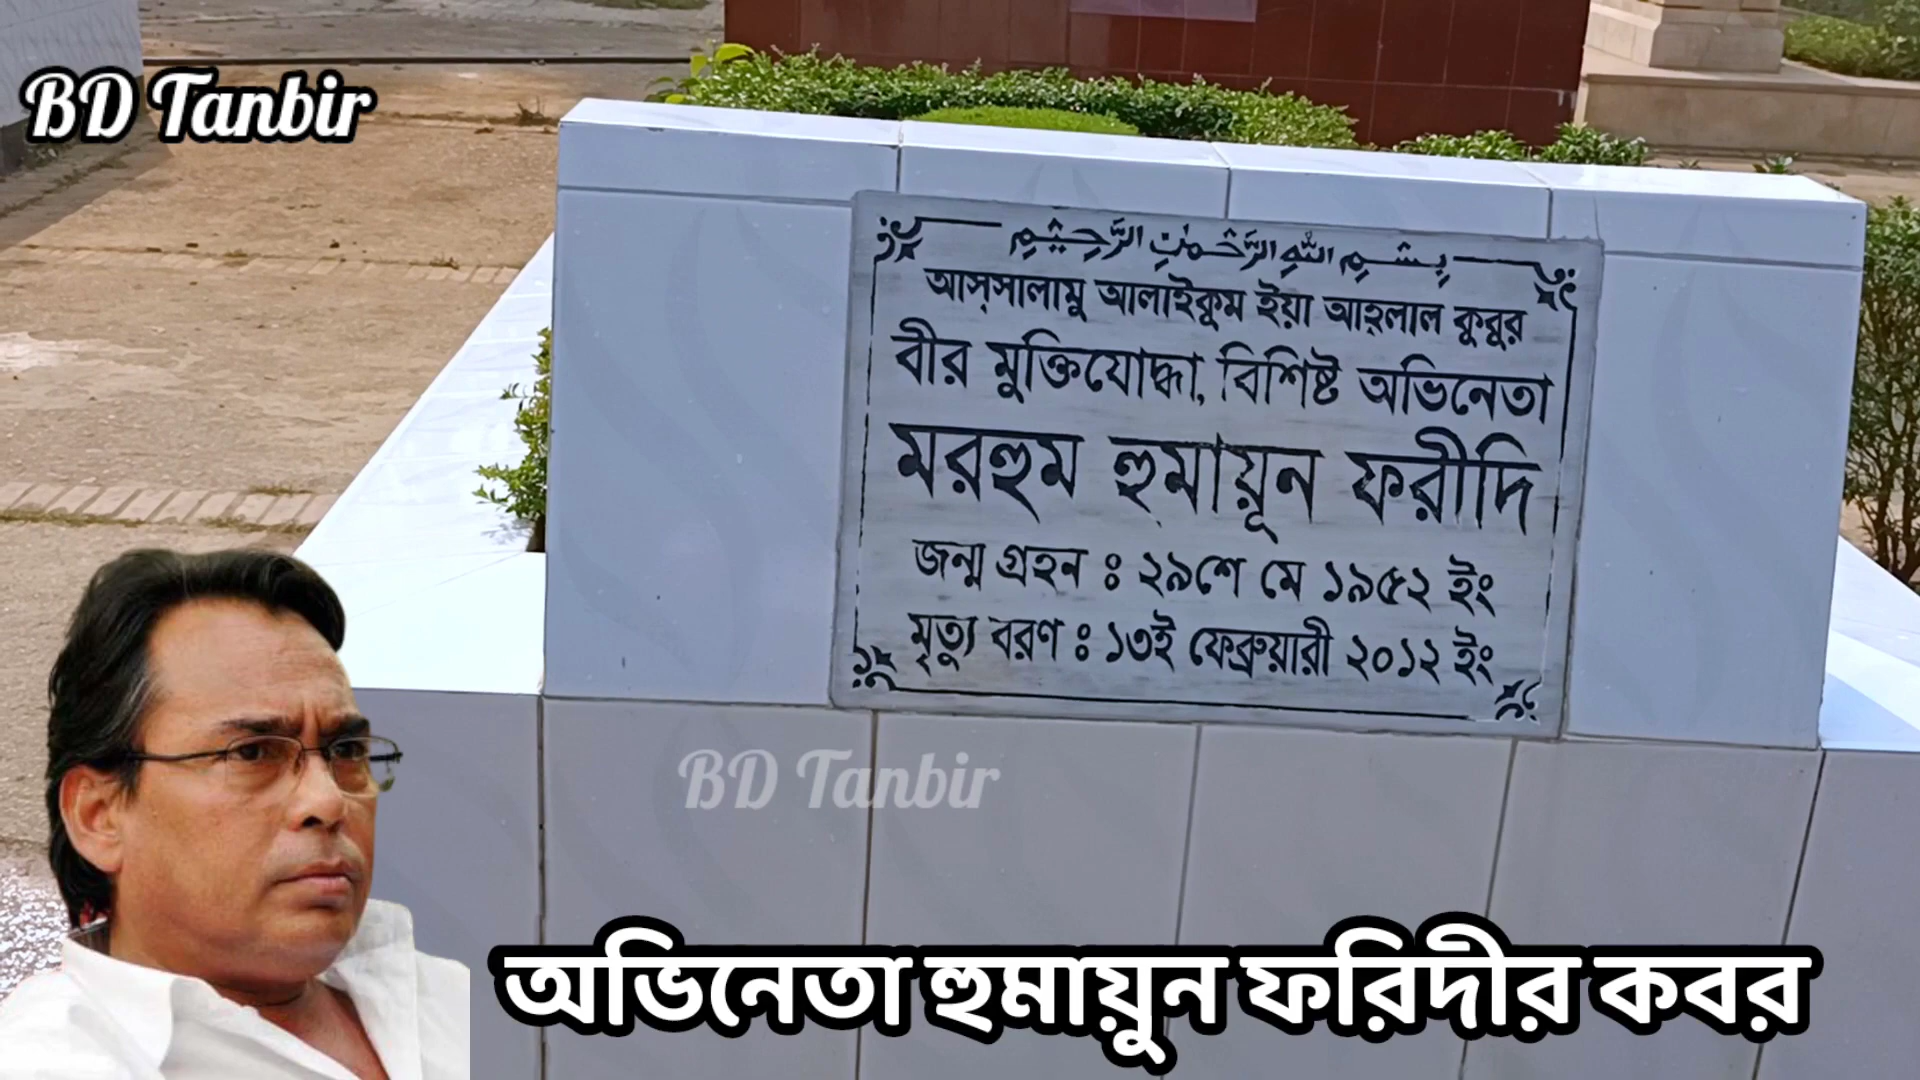 BD Tanbir
بِسْمِ اللهِ الرَّحْمٰنِ الرَّحِيْمِ
আস্সালামু আলাইকুম ইয়া আহ্লাল কুবুর
বীর মুক্তিযোদ্ধা, বিশিষ্ট অভিনেতা
মরহুম হুমায়ূন ফরীদি
জন্ম গ্রহন ঃ ২৯শে মে ১৯৫২ ইং
মৃত্যু বরণ ঃ ১৩ই ফেব্রুয়ারী ২০১২ ইং
BD Tanbir
অভিনেতা হুমায়ুন ফরিদীর কবর